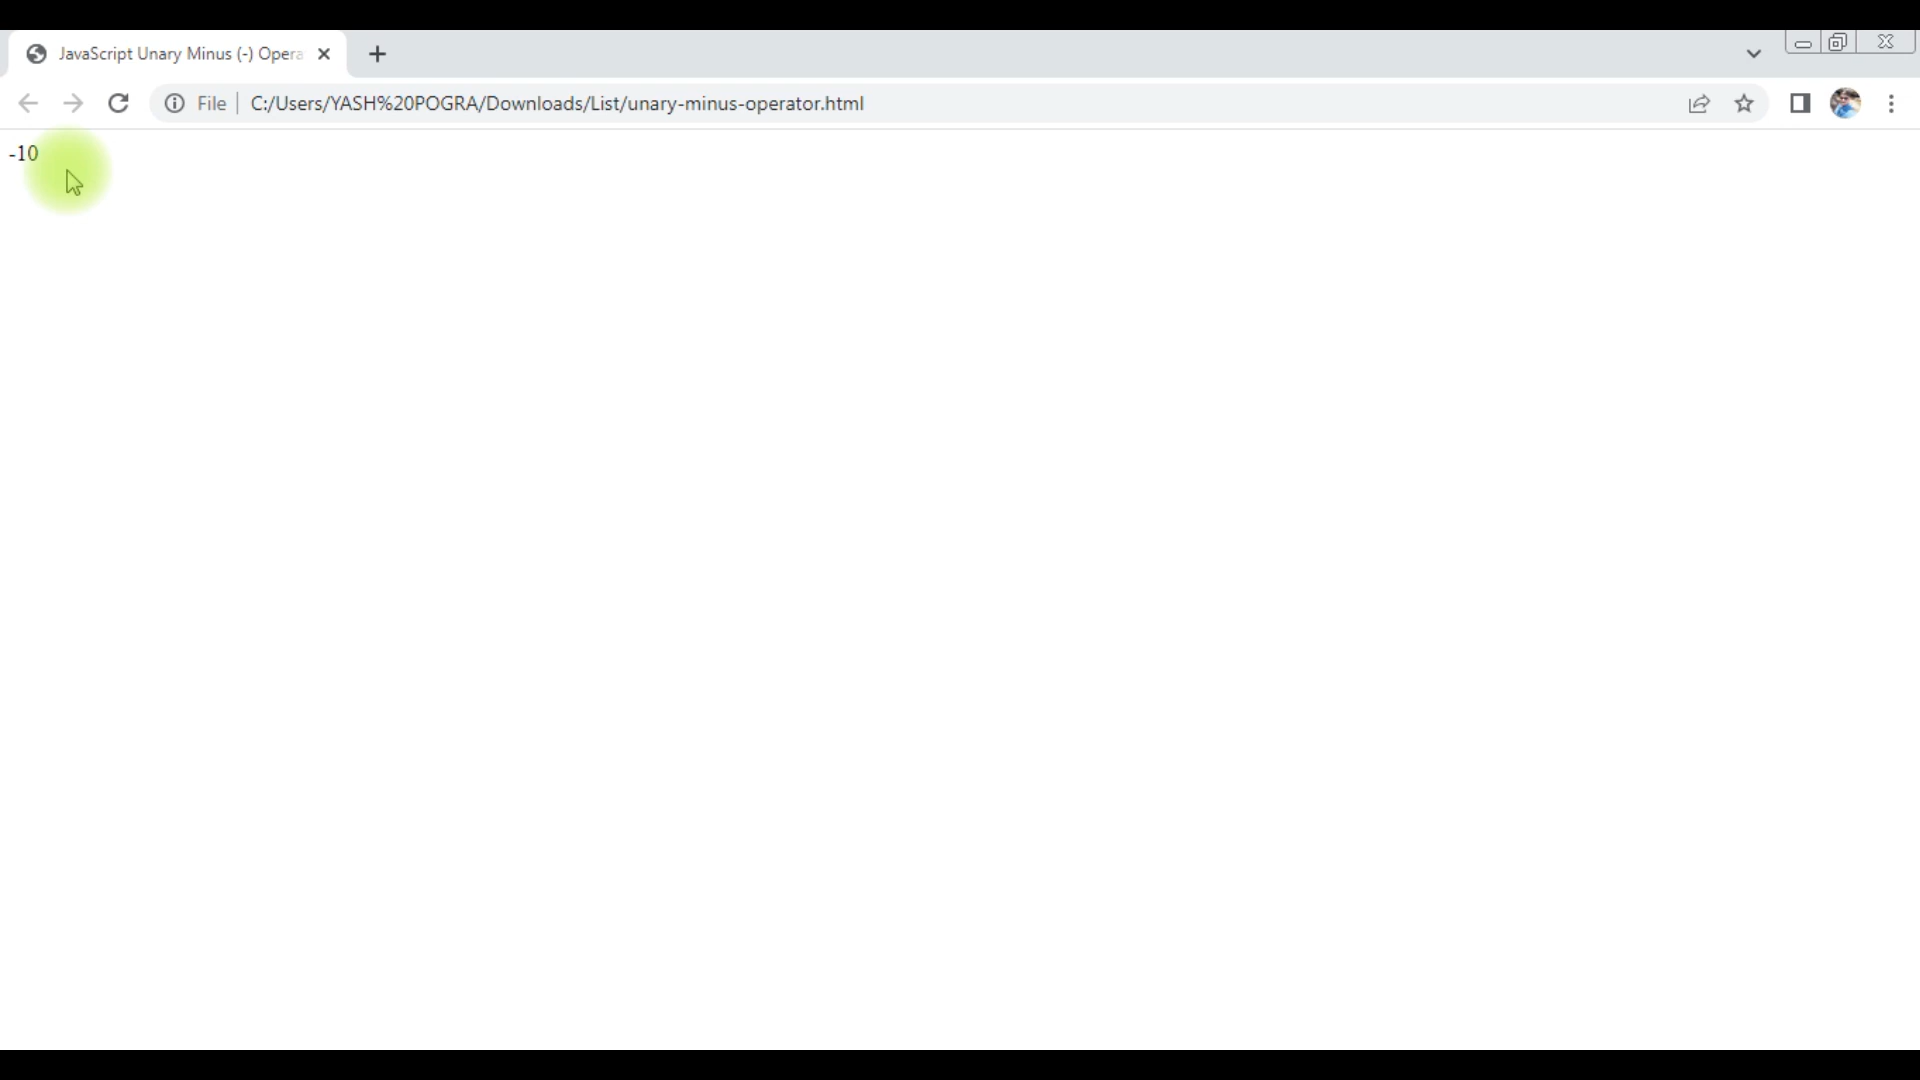 JavaScript Unary Minus (-) Opera
File
C:/Users/YASH%20POGRA/Downloads/List/unary-minus-operator.html
-10